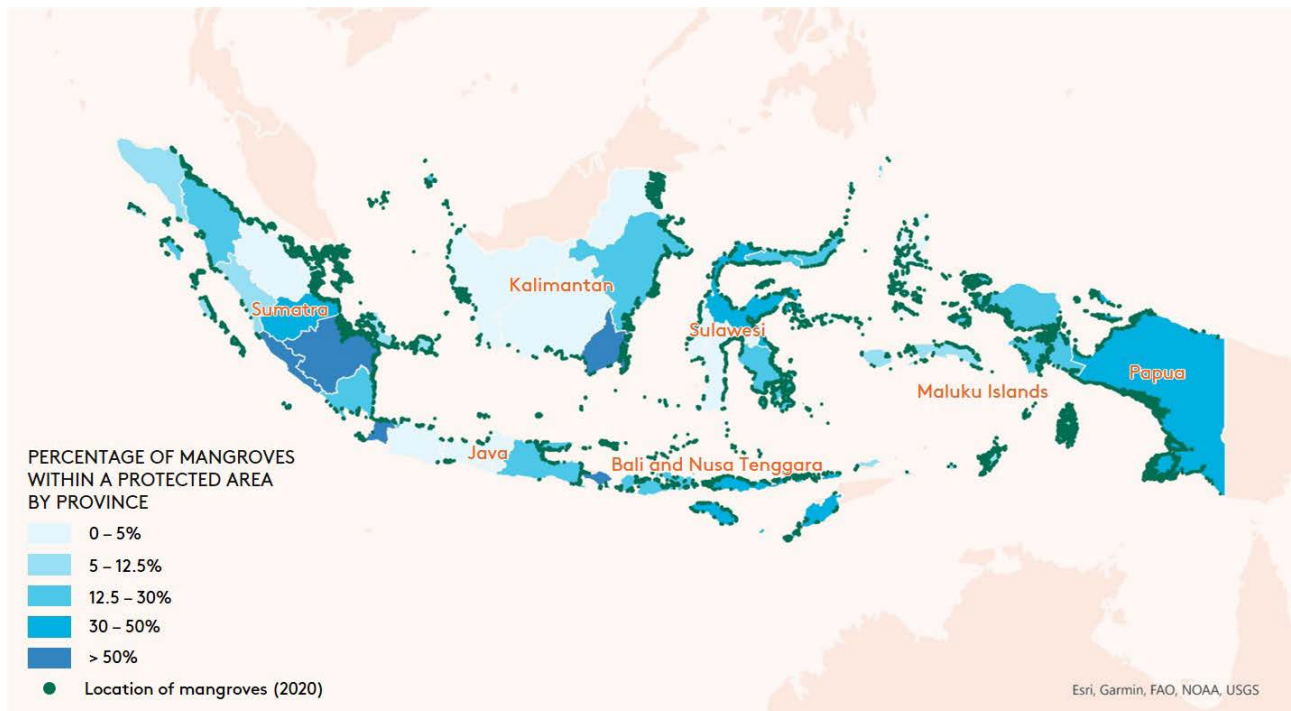 Kalimantan
Sumatra
Sulawesi
Papua
Maluku Islands
Java
Bali and Nusa Tenggara
PERCENTAGE OF MANGROVES
WITHIN A PROTECTED AREA
BY PROVINCE
0 – 5%
5 – 12.5%
12.5 – 30%
30 – 50%
> 50%
Location of mangroves (2020)
Esri, Garmin, FAO, NOAA, USGS